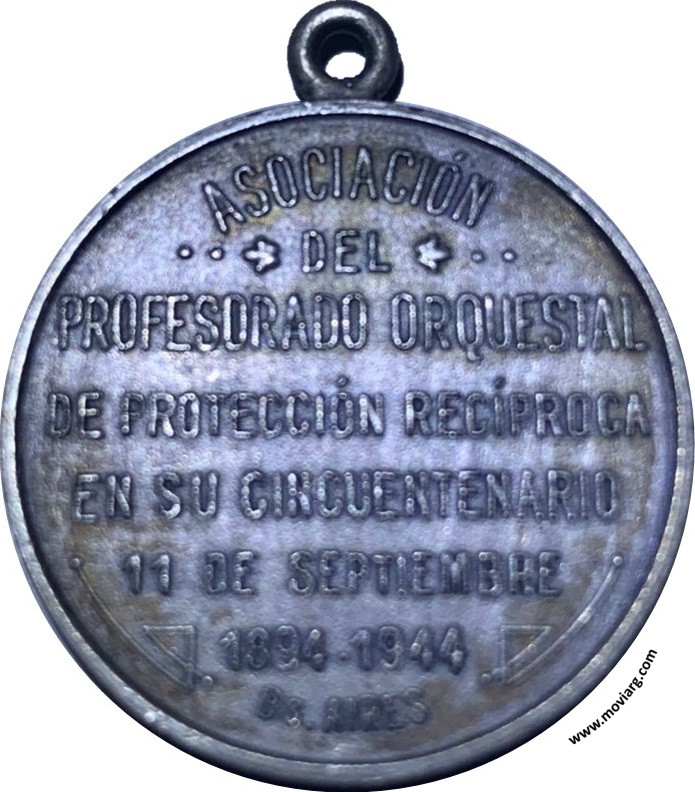 ASOCIACIÓN
DEL
PROFESORADO ORQUESTAL
DE PROTECCIÓN RECÍPROCA
EN SU CINCUENTENARIO
11 DE SEPTIEMBRE
1894-1944
Bs. AIRES
www.moviarg.com